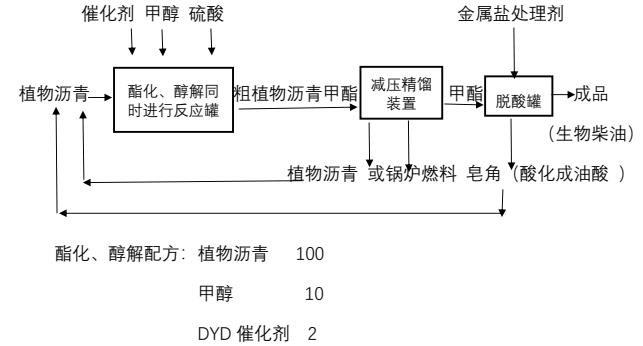 催化剂 甲醇 硫酸
金属盐处理剂
植物沥青
酯化、醇解同
时进行反应罐
粗植物沥青甲酯
减压精馏
装置
甲酯
脱酸罐
成品
(生物柴油)
植物沥青 或锅炉燃料 皂角（酸化成油酸 ）
酯化、醇解配方: 植物沥青 100
甲醇 10
DYD 催化剂 2